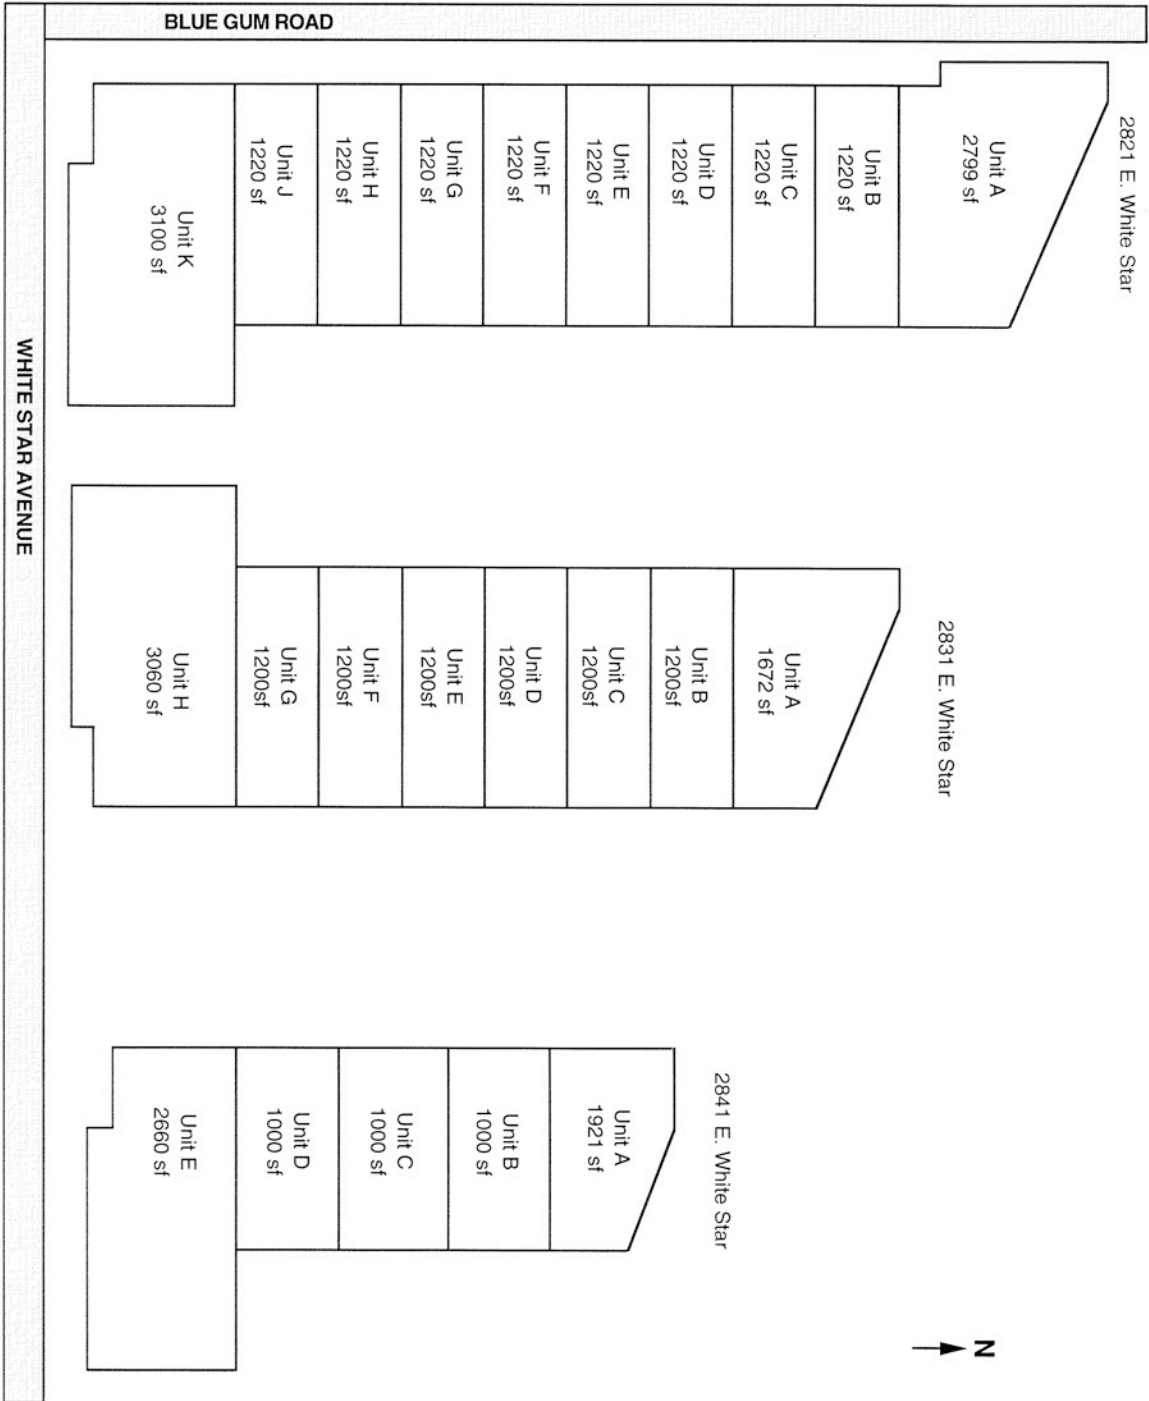 BLUE GUM ROAD
WHITE STAR AVENUE
2821 E. White Star
Unit A
2799 sf
Unit B
1220 sf
Unit C
1220 sf
Unit D
1220 sf
Unit E
1220 sf
Unit F
1220 sf
Unit G
1220 sf
Unit H
1220 sf
Unit J
1220 sf
Unit K
3100 sf
2831 E. White Star
Unit A
1672 sf
Unit B
1200sf
Unit C
1200sf
Unit D
1200sf
Unit E
1200sf
Unit F
1200sf
Unit G
1200sf
Unit H
3060 sf
2841 E. White Star
Unit A
1921 sf
Unit B
1000 sf
Unit C
1000 sf
Unit D
1000 sf
Unit E
2660 sf
N